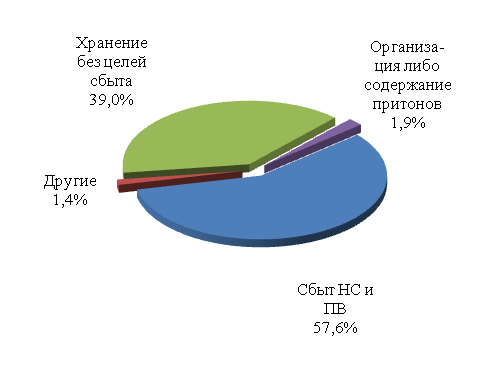 Хранение
без целей
сбыта
39,0%
Организа-
ция либо
содержание
притонов
1,9%
Другие
1,4%
Сбыт НС и
ПВ
57,6%